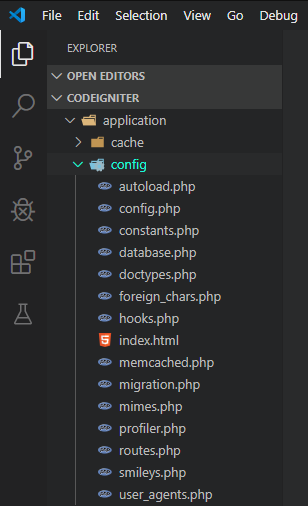 File Edit Selection View Go Debug
EXPLORER
OPEN EDITORS
CODEIGNITER
application
cache
config
autoload.php
config.php
constants.php
database.php
doctypes.php
foreign_chars.php
hooks.php
index.html
memcached.php
migration.php
mimes.php
profiler.php
routes.php
smileys.php
user_agents.php